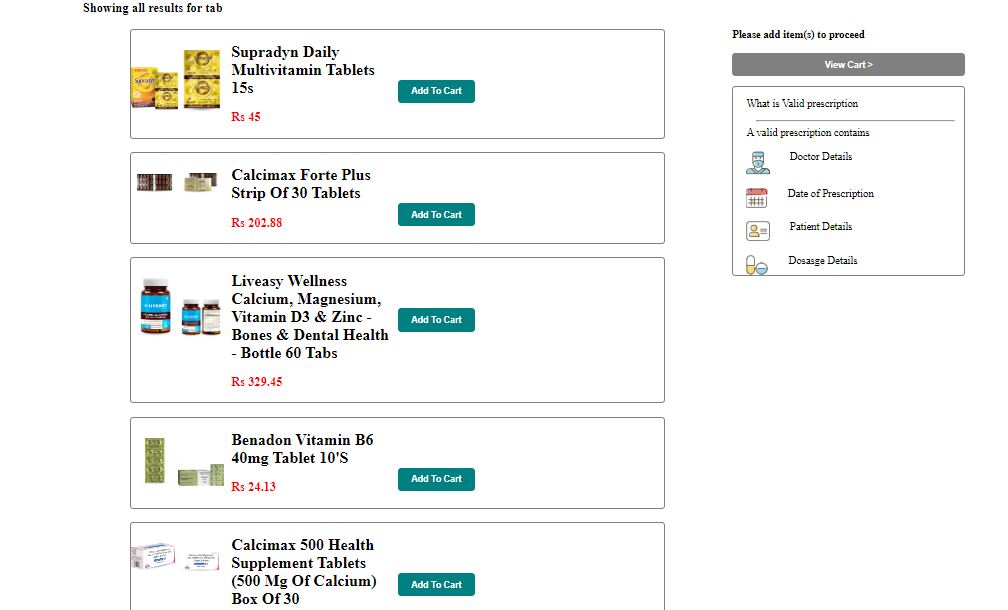 Showing all results for tab
Supradyn Daily
Multivitamin Tablets
15s
Rs 45
Add To Cart
Calcimax Forte Plus
Strip Of 30 Tablets
Rs 202.88
Add To Cart
Liveasy Wellness
Calcium, Magnesium,
Vitamin D3 & Zinc -
Bones & Dental Health
- Bottle 60 Tabs
Rs 329.45
Add To Cart
Benadon Vitamin B6
40mg Tablet 10'S
Rs 24.13
Add To Cart
Calcimax 500 Health
Supplement Tablets
(500 Mg Of Calcium)
Box Of 30
Add To Cart
Please add item(s) to proceed
View Cart >
What is Valid prescription
A valid prescription contains
Doctor Details
Date of Prescription
Patient Details
Dosasge Details